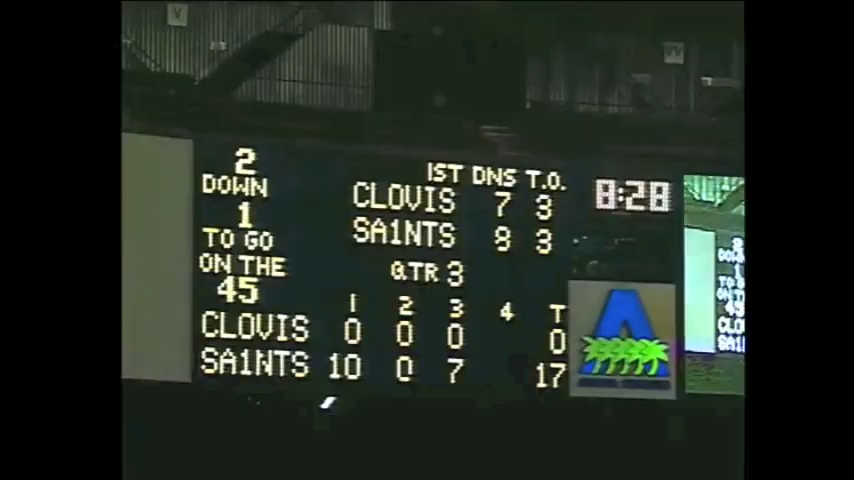 2
DOWN
1
TO GO
ON THE
45
1ST DNS T.O.
CLOVIS 7 3
SA1NTS 8 3
QTR 3
8:28
1 2 3 4 T
CLOVIS 0 0 0 0
SA1NTS 10 0 7 17
A